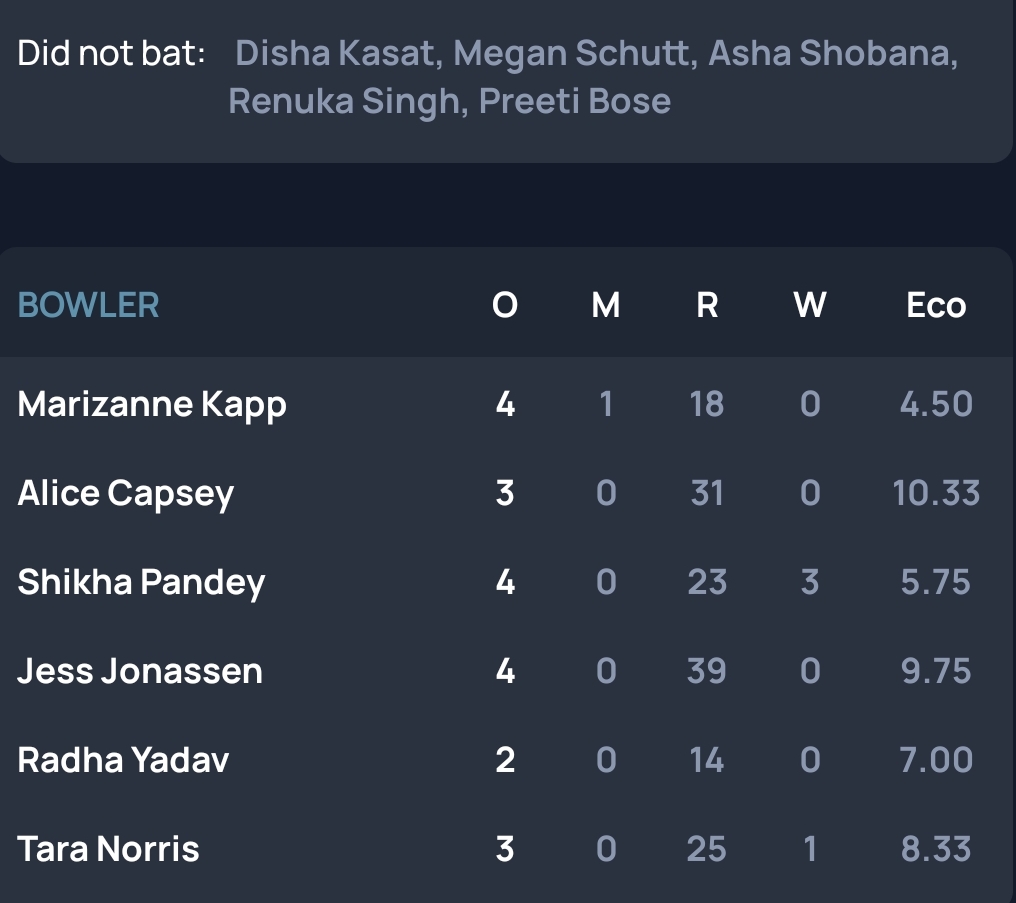 Did not bat: Disha Kasat, Megan Schutt, Asha Shobana,
Renuka Singh, Preeti Bose
BOWLER O M R W Eco
Marizanne Kapp 4 1 18 0 4.50
Alice Capsey 3 0 31 0 10.33
Shikha Pandey 4 0 23 3 5.75
Jess Jonassen 4 0 39 0 9.75
Radha Yadav 2 0 14 0 7.00
Tara Norris 3 0 25 1 8.33